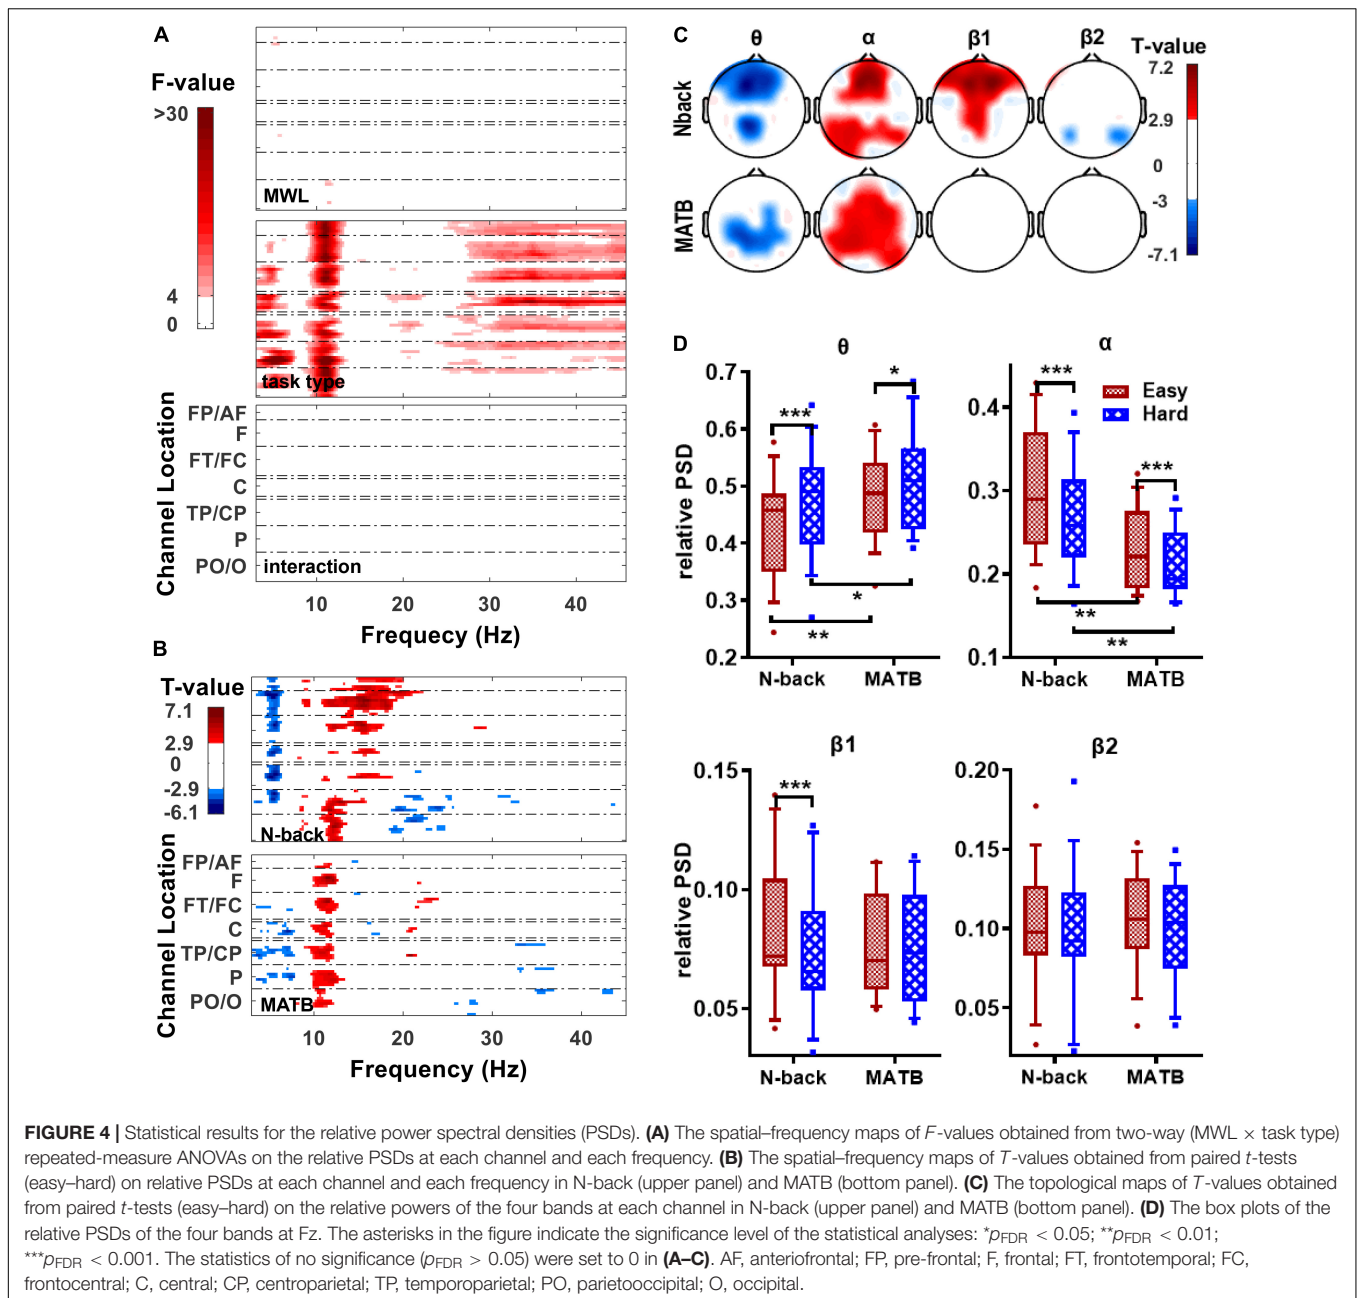 A
F-value
>30
4
0
MWL
task type
Channel Location
FP/AF
F
FT/FC
C
TP/CP
P
PO/O
interaction
10 20 30 40
Frequecy (Hz)
B
T-value
7.1
2.9
0
-2.9
-6.1
N-back
Channel Location
FP/AF
F
FT/FC
C
TP/CP
P
PO/O
MATB
10 20 30 40
Frequency (Hz)
C
θ α β1 β2
T-value
Nback
MATB
7.2
2.9
0
-3
-7.1
D
θ
relative PSD
0.7
0.6
0.5
0.4
0.3
0.2
***
*
*
**
N-back MATB
α
0.4
0.3
0.2
0.1
***
Easy
Hard
***
**
**
N-back MATB
β1
relative PSD
0.15
0.10
0.05
***
N-back MATB
β2
0.20
0.15
0.10
0.05
N-back MATB
FIGURE 4 | Statistical results for the relative power spectral densities (PSDs). (A) The spatial–frequency maps of F-values obtained from two-way (MWL × task type)
repeated-measure ANOVAs on the relative PSDs at each channel and each frequency. (B) The spatial–frequency maps of T-values obtained from paired t-tests
(easy–hard) on relative PSDs at each channel and each frequency in N-back (upper panel) and MATB (bottom panel). (C) The topological maps of T-values obtained
from paired t-tests (easy–hard) on the relative powers of the four bands at each channel in N-back (upper panel) and MATB (bottom panel). (D) The box plots of the
relative PSDs of the four bands at Fz. The asterisks in the figure indicate the significance level of the statistical analyses: *pFDR < 0.05; **pFDR < 0.01;
***pFDR < 0.001. The statistics of no significance (pFDR > 0.05) were set to 0 in (A–C). AF, anteriofrontal; FP, pre-frontal; F, frontal; FT, frontotemporal; FC,
frontocentral; C, central; CP, centroparietal; TP, temporoparietal; PO, parietooccipital; O, occipital.